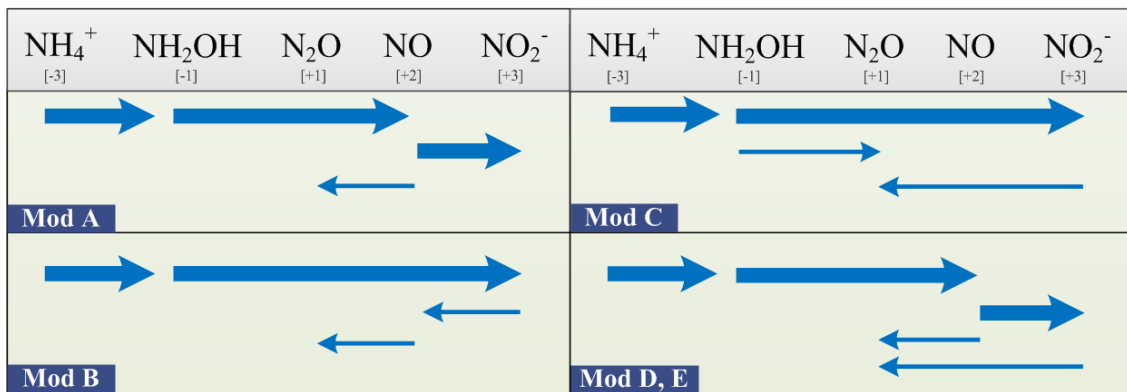 NH₄⁺ NH₂OH N₂O NO NO₂⁻ NH₄⁺ NH₂OH N₂O NO NO₂⁻
[-3] [-1] [+1] [+2] [+3] [-3] [-1] [+1] [+2] [+3]
Mod A Mod C
Mod B Mod D, E